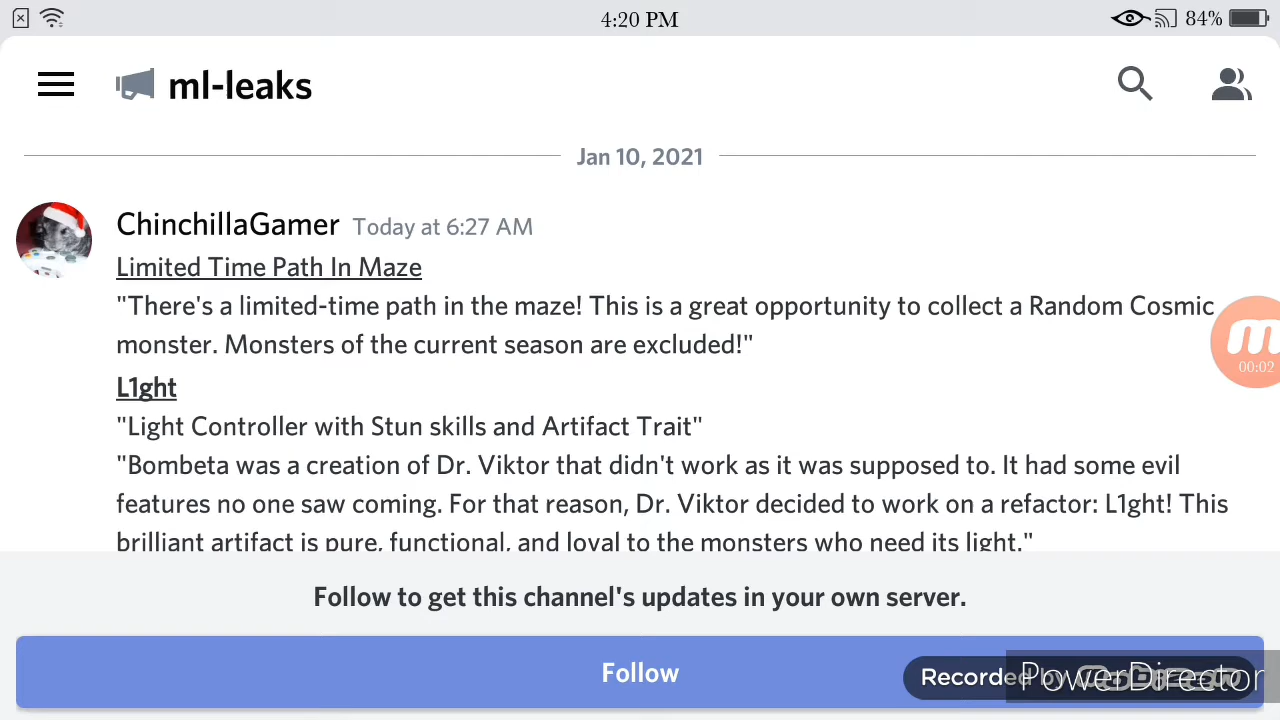 4:20 PM
84%
ml-leaks
Jan 10, 2021
ChinchillaGamer Today at 6:27 AM
Limited Time Path In Maze
"There's a limited-time path in the maze! This is a great opportunity to collect a Random Cosmic
monster. Monsters of the current season are excluded!"
L1ght
"Light Controller with Stun skills and Artifact Trait"
"Bombeta was a creation of Dr. Viktor that didn't work as it was supposed to. It had some evil
features no one saw coming. For that reason, Dr. Viktor decided to work on a refactor: L1ght! This
brilliant artifact is pure, functional, and loyal to the monsters who need its light."
m
00:02
Follow to get this channel's updates in your own server.
Follow
Recorded by
PowerDirector